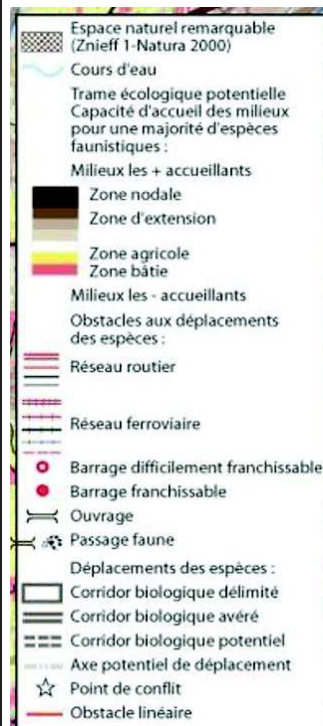 Espace naturel remarquable
(Znieff 1-Natura 2000)
Cours d'eau
Trame écologique potentielle
Capacité d'accueil des milieux
pour une majorité d'espèces
faunistiques :
Milieux les + accueillants
Zone nodale
Zone d'extension
Zone agricole
Zone bâtie
Milieux les - accueillants
Obstacles aux déplacements
des espèces :
Réseau routier
Réseau ferroviaire
Barrage difficilement franchissable
Barrage franchissable
Ouvrage
Passage faune
Déplacements des espèces :
Corridor biologique délimité
Corridor biologique avéré
Corridor biologique potentiel
Axe potentiel de déplacement
Point de conflit
Obstacle linéaire